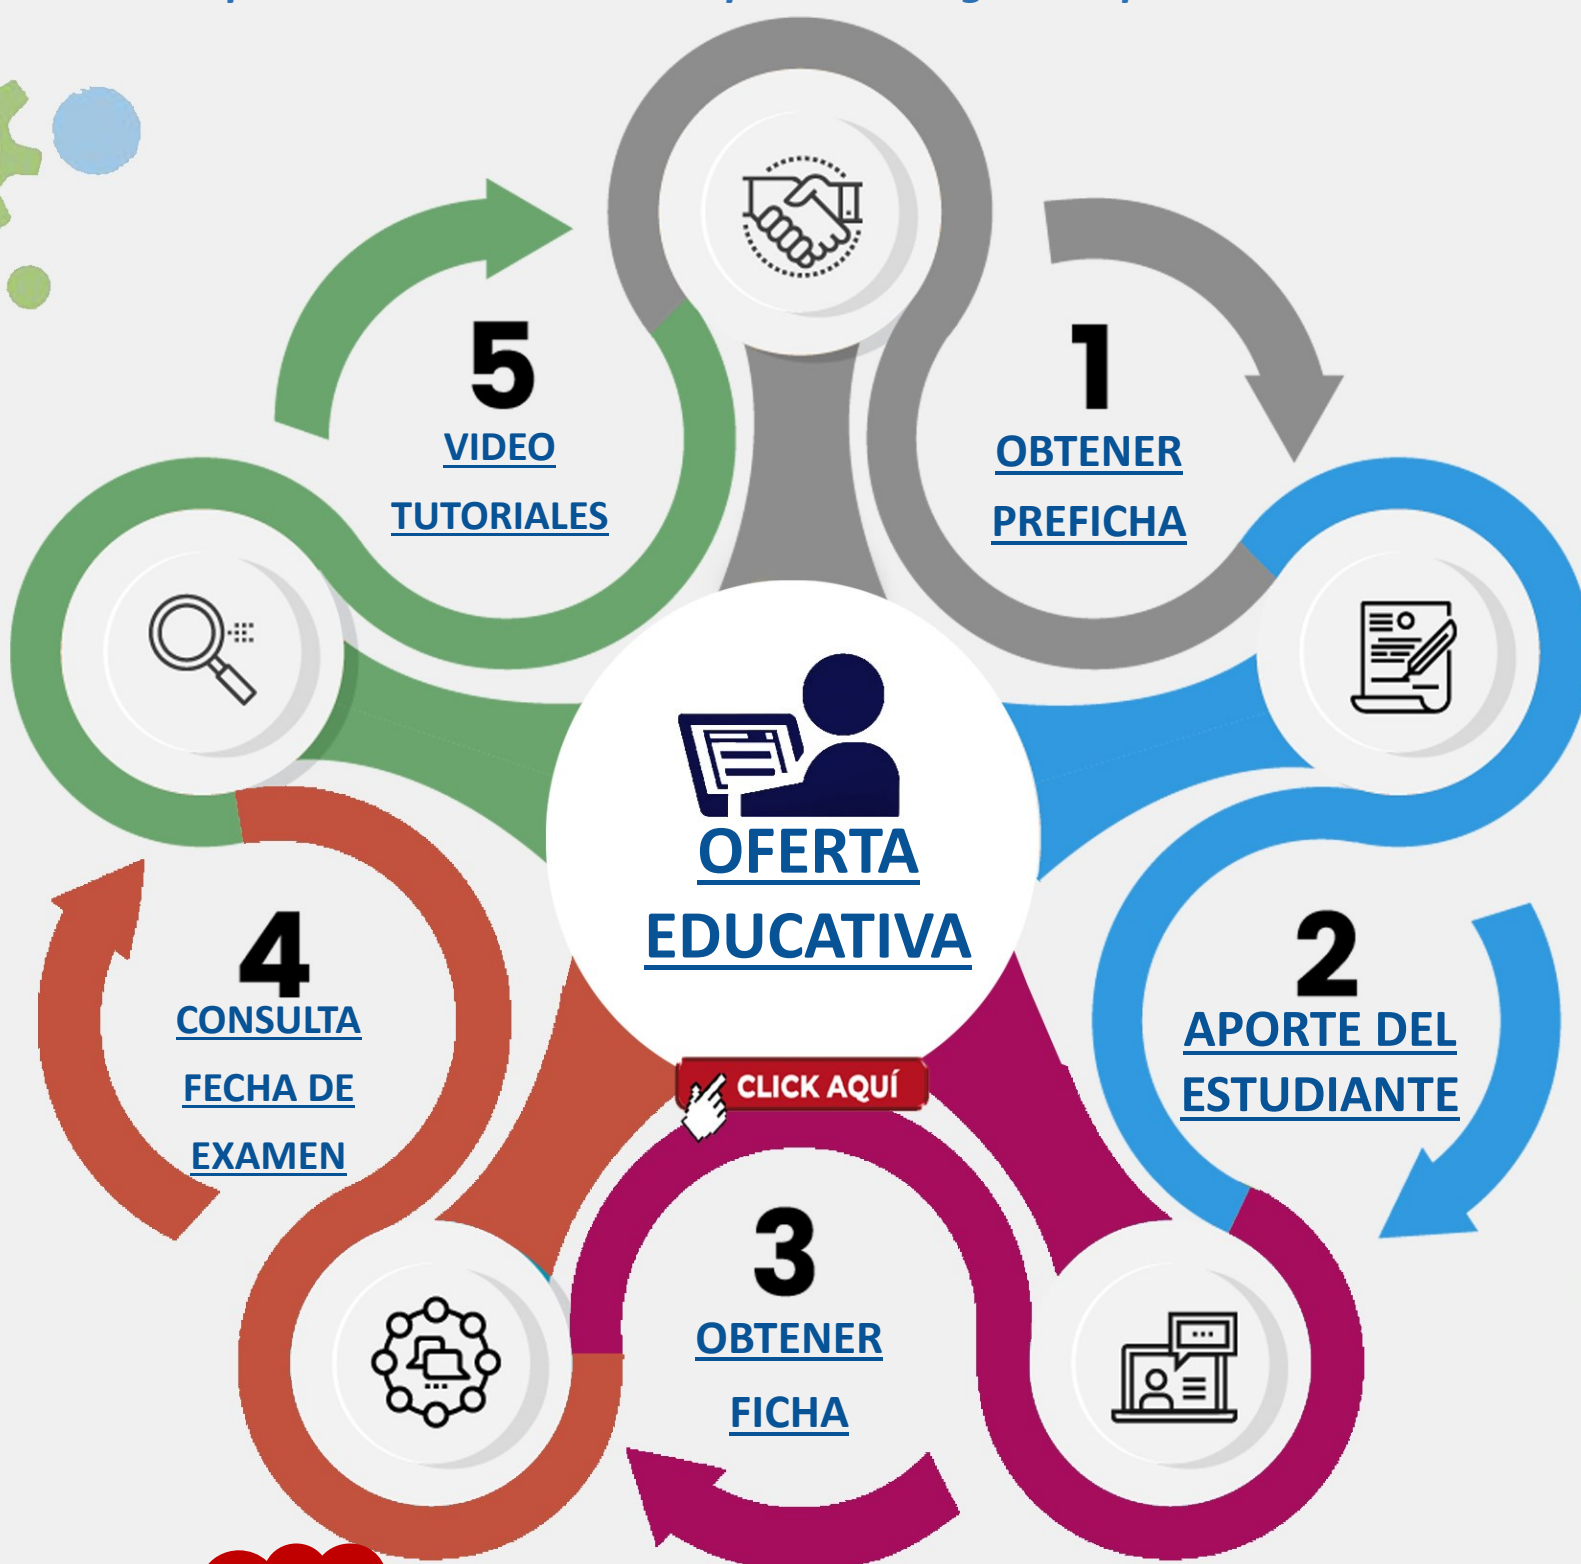 1
OBTENER
PREFICHA
2
APORTE DEL
ESTUDIANTE
3
OBTENER
FICHA
4
CONSULTA
FECHA DE
EXAMEN
5
VIDEO
TUTORIALES
OFERTA
EDUCATIVA
CLICK AQUÍ